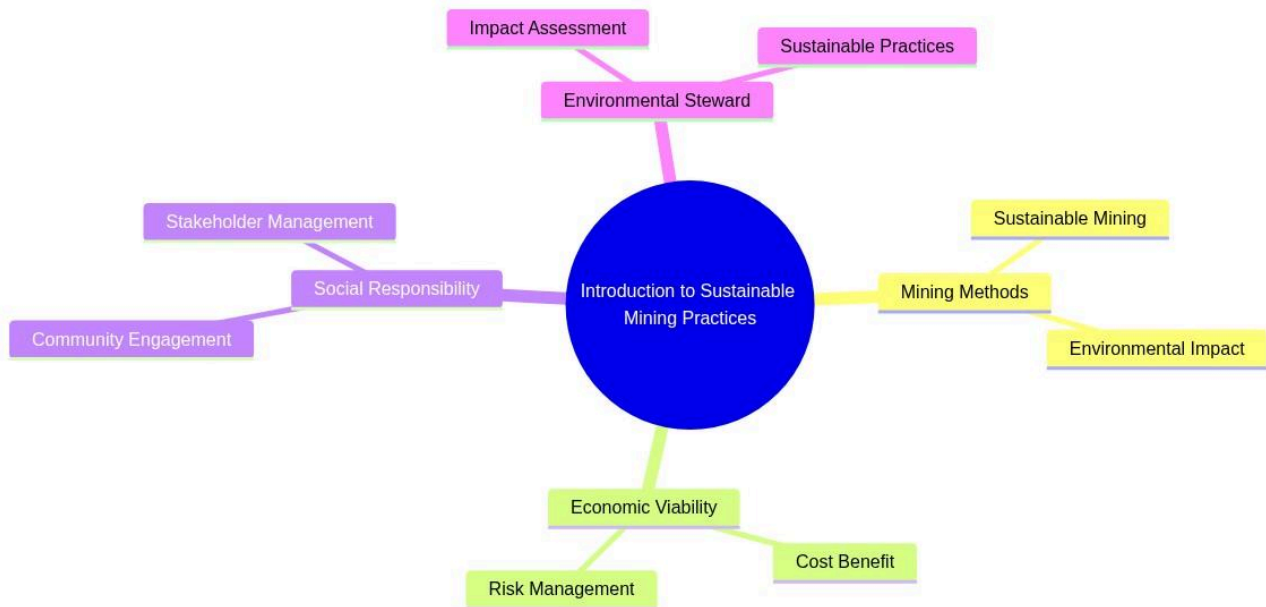 Impact Assessment
Sustainable Practices
Environmental Steward
Stakeholder Management
Sustainable Mining
Social Responsibility
Introduction to Sustainable
Mining Practices
Mining Methods
Community Engagement
Environmental Impact
Economic Viability
Cost Benefit
Risk Management